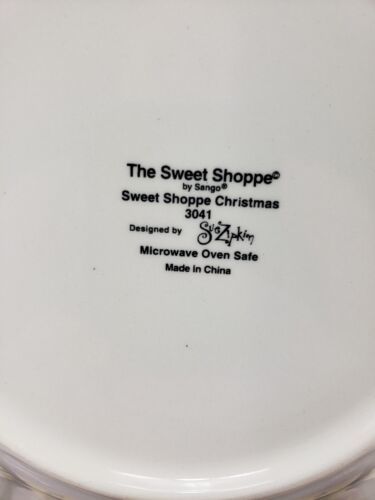 The Sweet Shoppe©
by Sango®
Sweet Shoppe Christmas
3041
Designed by Sue Zipkin
Microwave Oven Safe
Made in China